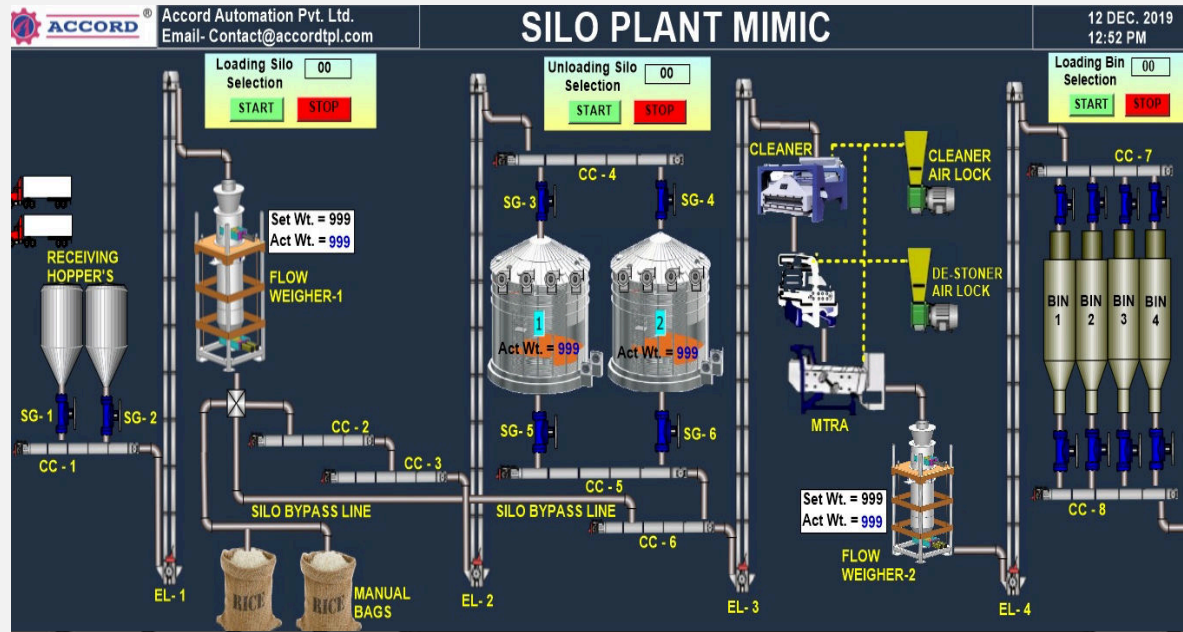 ACCORD ®
Accord Automation Pvt. Ltd.
Email- Contact@accordtpl.com
SILO PLANT MIMIC
12 DEC. 2019
12:52 PM
Loading Silo
Selection
00
START
STOP
Unloading Silo
Selection
00
START
STOP
Loading Bin
Selection
00
START
STOP
RECEIVING
HOPPER'S
SG- 1
SG- 2
CC - 1
EL- 1
Set Wt. = 999
Act Wt. = 999
FLOW
WEIGHER-1
CC - 2
CC - 3
SILO BYPASS LINE
RICE
RICE
MANUAL
BAGS
EL- 2
CC - 4
SG- 3
SG- 4
1
Act Wt. = 999
2
Act Wt. = 999
SG- 5
SG- 6
CC - 5
SILO BYPASS LINE
CC - 6
EL- 3
CLEANER
CLEANER
AIR LOCK
DE-STONER
AIR LOCK
MTRA
Set Wt. = 999
Act Wt. = 999
FLOW
WEIGHER-2
EL- 4
CC - 7
BIN
1
BIN
2
BIN
3
BIN
4
CC - 8